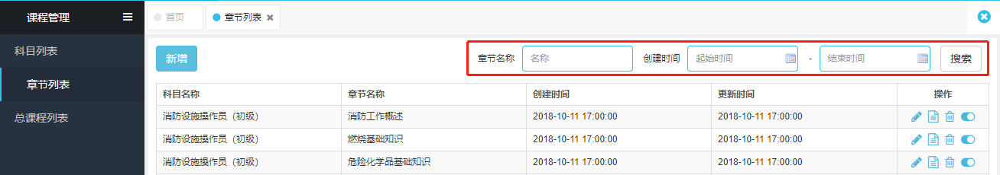 课程管理
首页 章节列表
科目列表
章节列表
总课程列表
新增 章节名称 名称 创建时间 起始时间 - 结束时间 搜索
科目名称 章节名称 创建时间 更新时间 操作
消防设施操作员（初级） 消防工作概述 2018-10-11 17:00:00 2018-10-11 17:00:00
消防设施操作员（初级） 燃烧基础知识 2018-10-11 17:00:00 2018-10-11 17:00:00
消防设施操作员（初级） 危险化学品基础知识 2018-10-11 17:00:00 2018-10-11 17:00:00